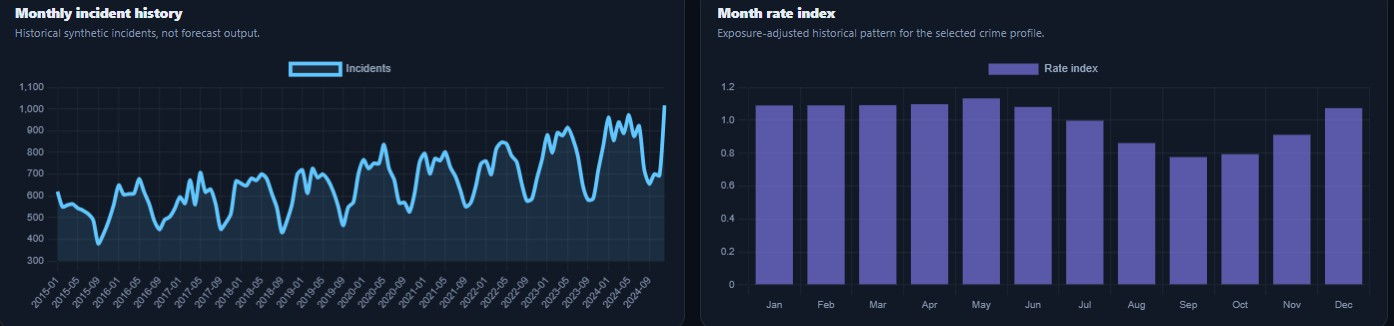 Monthly incident history
Historical synthetic incidents, not forecast output.
Incidents
1,100
1,000
900
800
700
600
500
400
300
2015-01
2015-05
2015-09
2016-01
2016-05
2016-09
2017-01
2017-05
2017-09
2018-01
2018-05
2018-09
2019-01
2019-05
2019-09
2020-01
2020-05
2020-09
2021-01
2021-05
2021-09
2022-01
2022-05
2022-09
2023-01
2023-05
2023-09
2024-01
2024-05
2024-09
Month rate index
Exposure-adjusted historical pattern for the selected crime profile.
Rate index
1.2
1.0
0.8
0.6
0.4
0.2
0
Jan
Feb
Mar
Apr
May
Jun
Jul
Aug
Sep
Oct
Nov
Dec